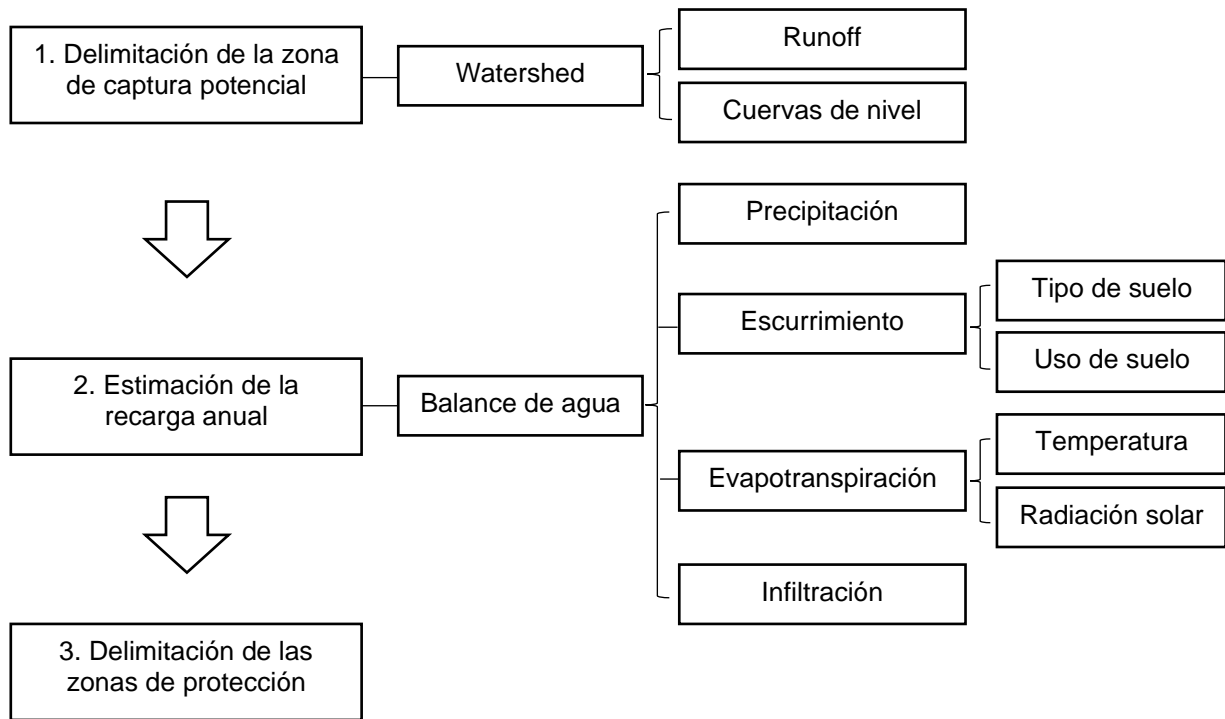 1. Delimitación de la zona
de captura potencial
Watershed
Runoff
Cuervas de nivel
2. Estimación de la
recarga anual
Balance de agua
Precipitación
Escurrimiento
Tipo de suelo
Uso de suelo
Evapotranspiración
Temperatura
Radiación solar
Infiltración
3. Delimitación de las
zonas de protección